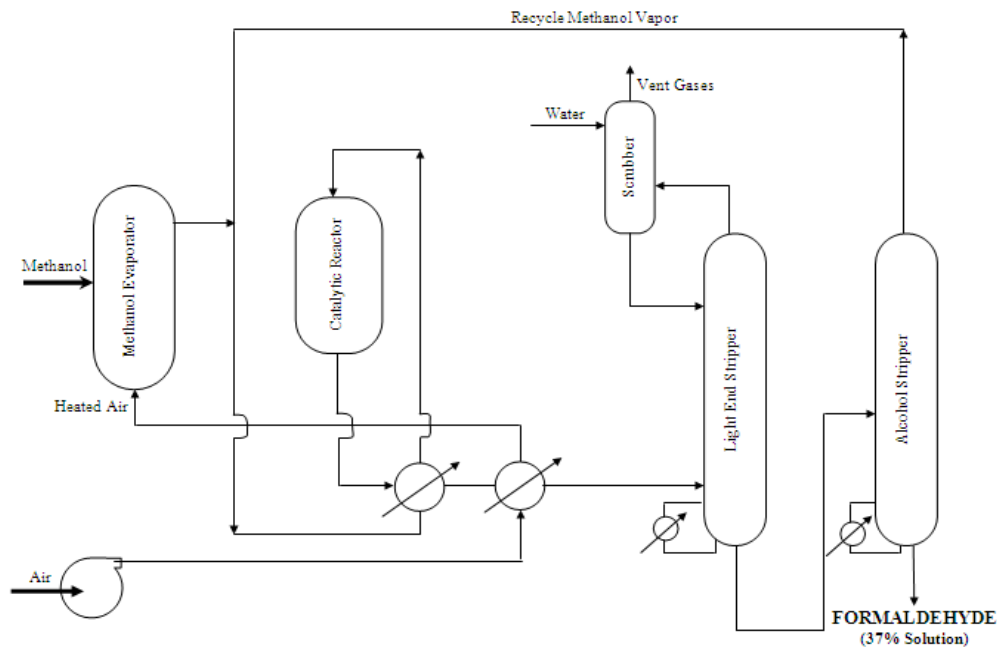 Recycle Methanol Vapor
Vent Gases
Water
Scrubber
Methanol
Methanol Evaporator
Catalytic Reactor
Light End Stripper
Alcohol Stripper
Heated Air
Air
FORMALDEHYDE
(37% Solution)